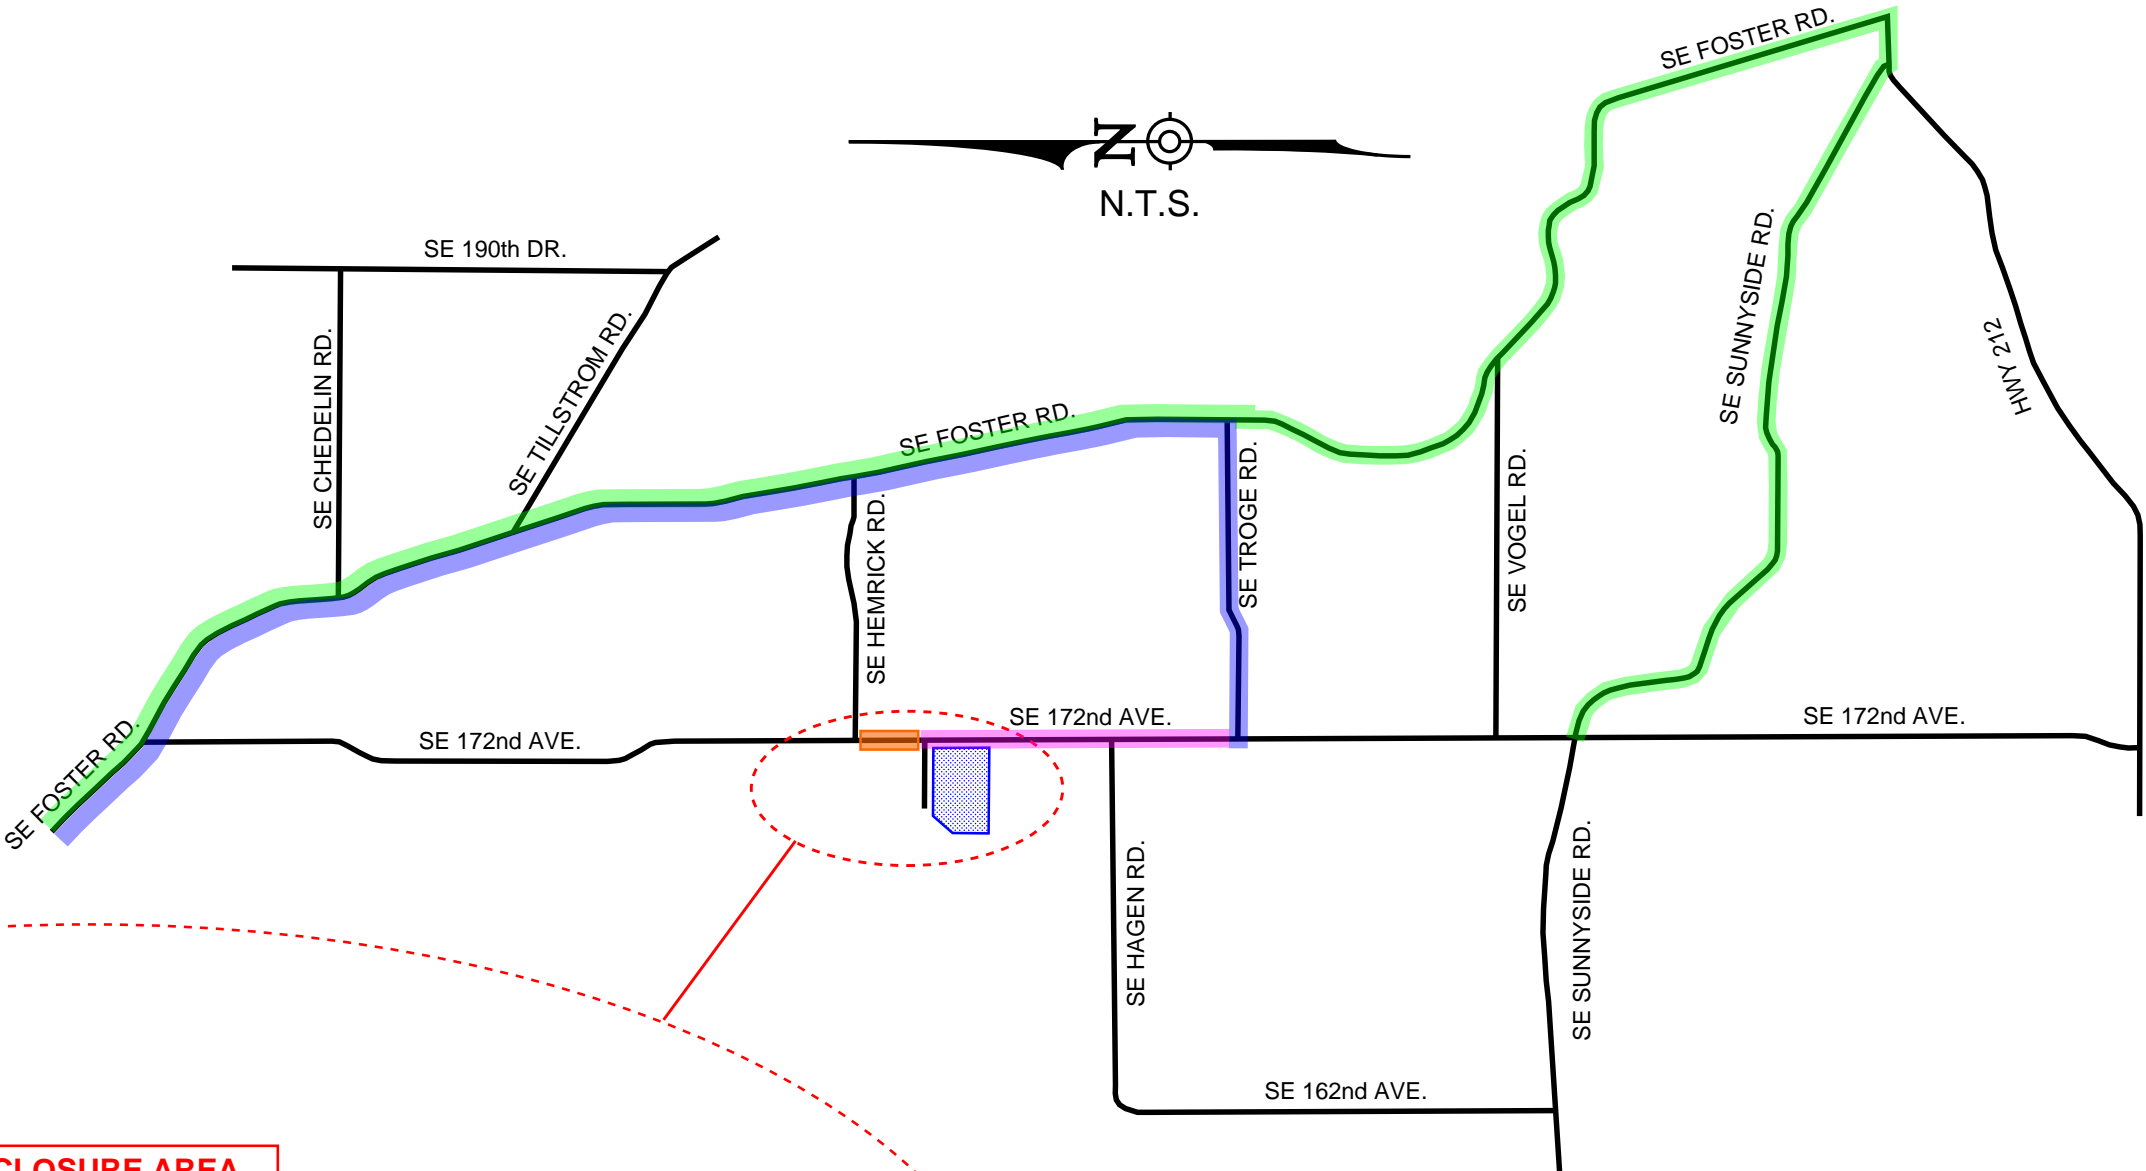 SE FOSTER RD.
N
N.T.S.
SE 190th DR.
SE CHEDELIN RD.
SE TILLSTROM RD.
SE FOSTER RD.
SE SUNNYSIDE RD.
HWY 212
SE HEMRICK RD.
SE TROGE RD.
SE VOGEL RD.
SE FOSTER RD.
SE 172nd AVE.
SE 172nd AVE.
SE 172nd AVE.
SE HAGEN RD.
SE SUNNYSIDE RD.
SE 162nd AVE.
CLOSURE AREA